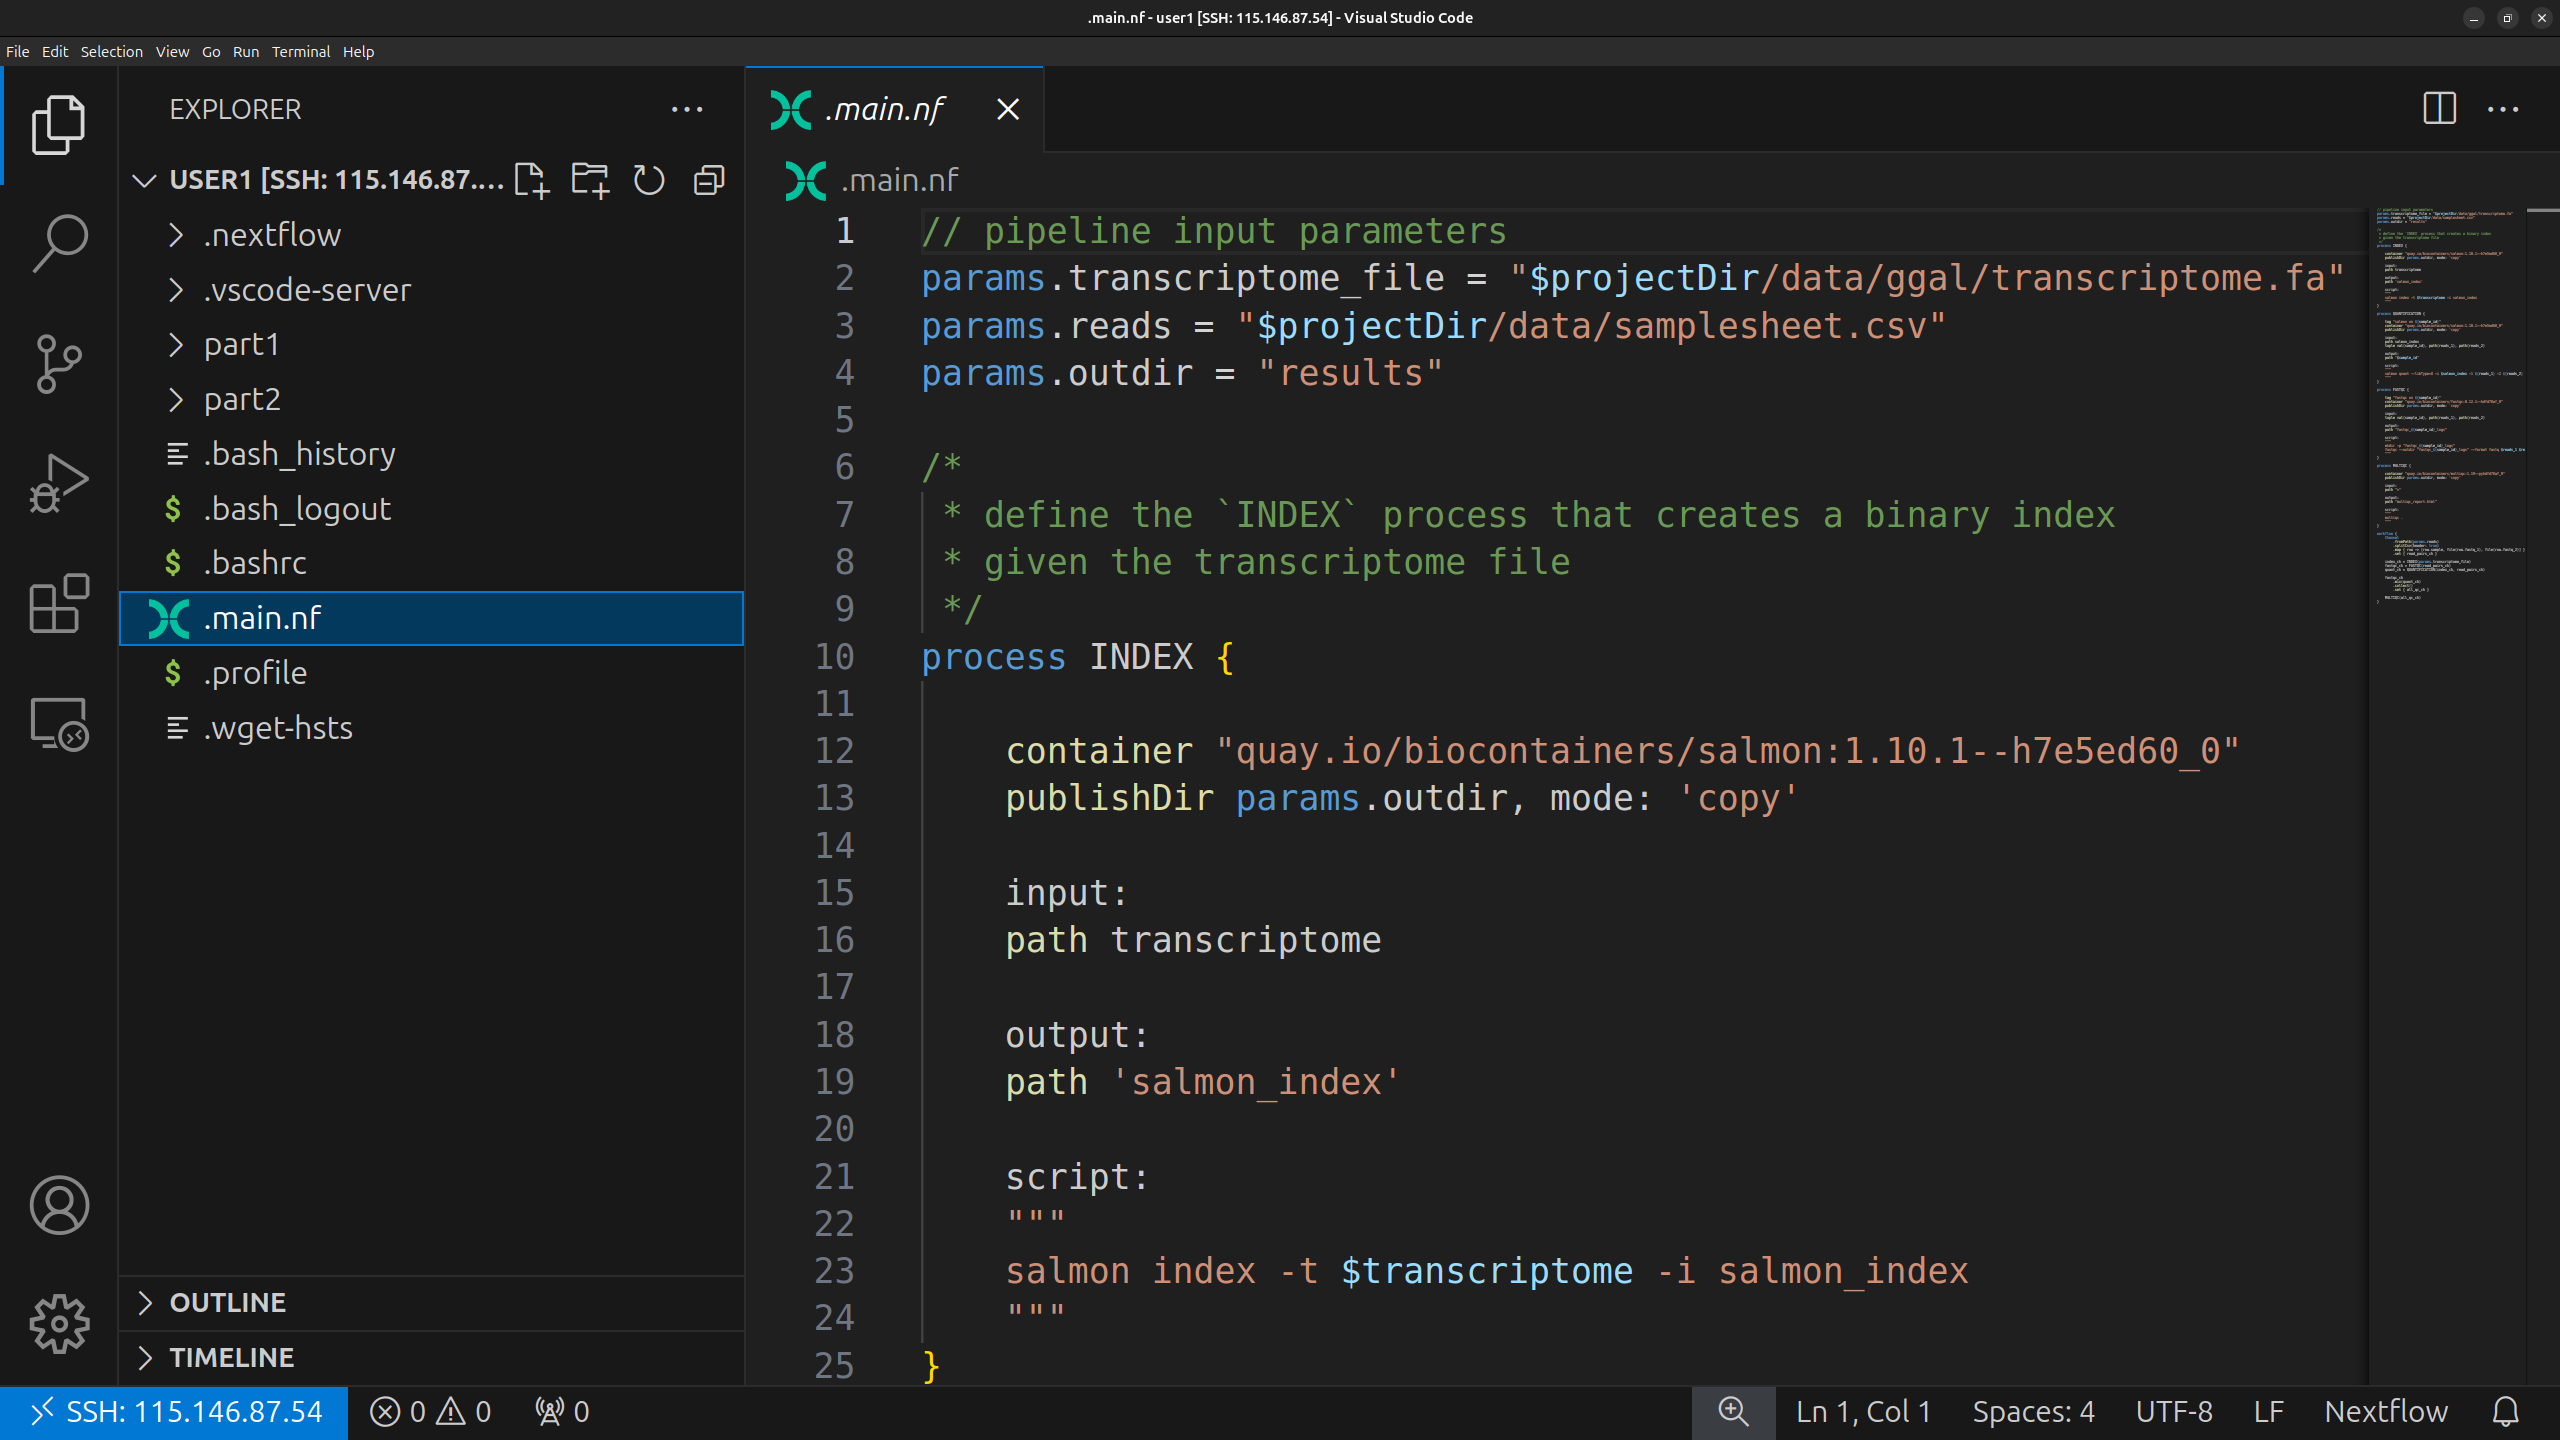 .main.nf - user1 [SSH: 115.146.87.54] - Visual Studio Code
File Edit Selection View Go Run Terminal Help
EXPLORER
USER1 [SSH: 115.146.87....
.nextflow
.vscode-server
part1
part2
.bash_history
$ .bash_logout
$ .bashrc
.main.nf
$ .profile
.wget-hsts
OUTLINE
TIMELINE
.main.nf
.main.nf
1 // pipeline input parameters
2 params.transcriptome_file = "$projectDir/data/ggal/transcriptome.fa"
3 params.reads = "$projectDir/data/samplesheet.csv"
4 params.outdir = "results"
5
6 /*
7  * define the `INDEX` process that creates a binary index
8  * given the transcriptome file
9  */
10 process INDEX {
11
12     container "quay.io/biocontainers/salmon:1.10.1--h7e5ed60_0"
13     publishDir params.outdir, mode: 'copy'
14
15     input:
16     path transcriptome
17
18     output:
19     path 'salmon_index'
20
21     script:
22     """
23     salmon index -t $transcriptome -i salmon_index
24     """
25 }
SSH: 115.146.87.54 0 0 0 Ln 1, Col 1 Spaces: 4 UTF-8 LF Nextflow